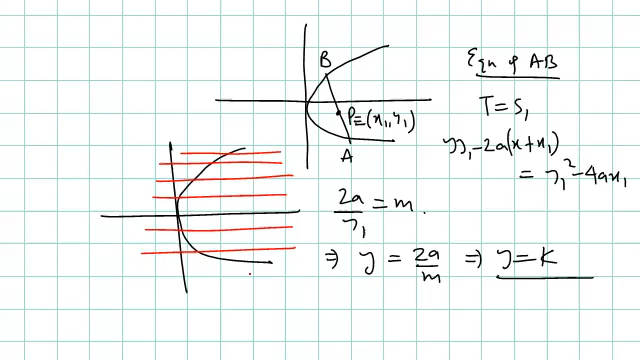 B
P≡(x₁,y₁)
A
Eqn of AB
T=S₁
yy₁-2a(x+x₁)
= y₁²-4ax₁
2a/y₁ = m.
⇒ y = 2a/m ⇒ y=K